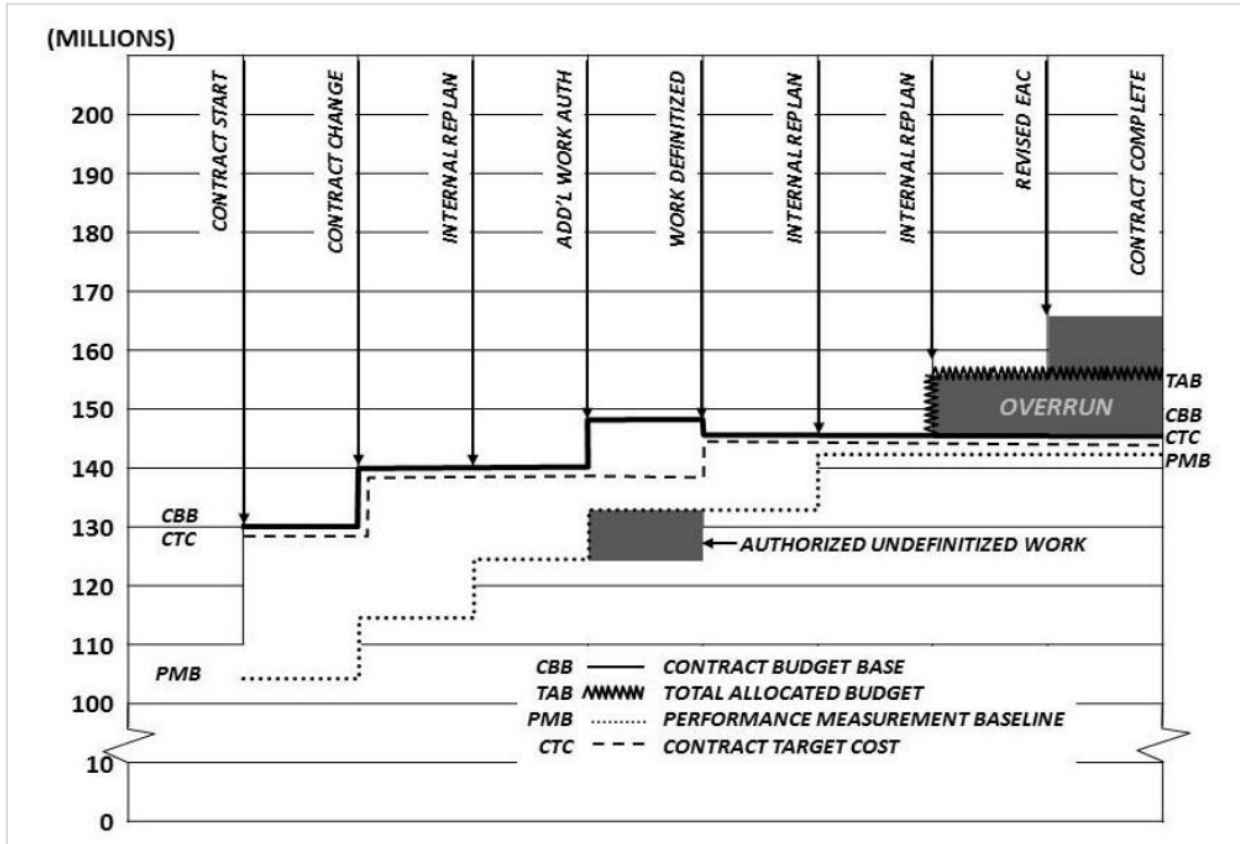 (MILLIONS)
200
190
180
170
160
150
140
130
120
110
100
10
0
CONTRACT START
CONTRACT CHANGE
INTERNAL REPLAN
ADD'L WORK AUTH
WORK DEFINITIZED
INTERNAL REPLAN
INTERNAL REPLAN
REVISED EAC
CONTRACT COMPLETE
TAB
OVERRUN
CBB
CTC
PMB
CBB
CTC
AUTHORIZED UNDEFINITIZED WORK
PMB
CBB CONTRACT BUDGET BASE
TAB TOTAL ALLOCATED BUDGET
PMB PERFORMANCE MEASUREMENT BASELINE
CTC CONTRACT TARGET COST